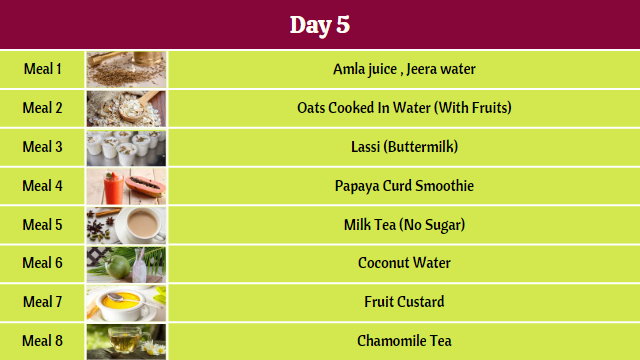 Day 5
Meal 1 Amla juice , Jeera water
Meal 2 Oats Cooked In Water (With Fruits)
Meal 3 Lassi (Buttermilk)
Meal 4 Papaya Curd Smoothie
Meal 5 Milk Tea (No Sugar)
Meal 6 Coconut Water
Meal 7 Fruit Custard
Meal 8 Chamomile Tea